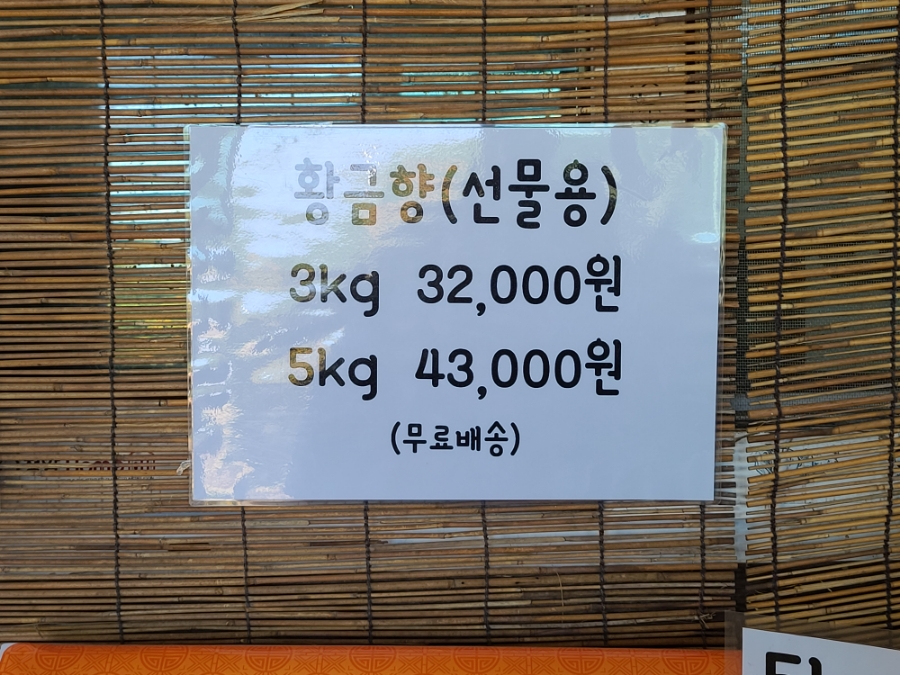 황금향(선물용)
3kg 32,000원
5kg 43,000원
(무료배송)